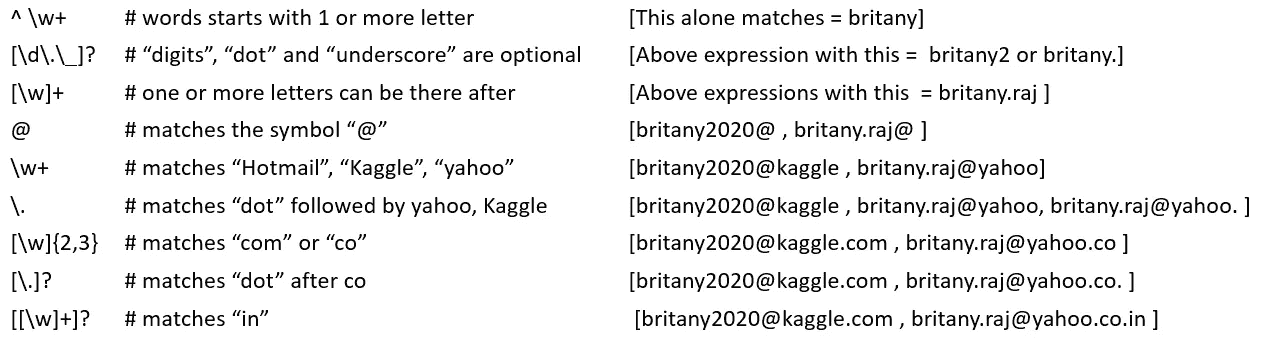 ^ \w+ # words starts with 1 or more letter [This alone matches = britany]
[\d\.\_]? # “digits”, “dot” and “underscore” are optional [Above expression with this = britany2 or britany.]
[\w]+ # one or more letters can be there after [Above expressions with this = britany.raj ]
@ # matches the symbol “@” [britany2020@ , britany.raj@ ]
\w+ # matches “Hotmail”, “Kaggle”, “yahoo” [britany2020@kaggle , britany.raj@yahoo]
\. # matches “dot” followed by yahoo, Kaggle [britany2020@kaggle , britany.raj@yahoo, britany.raj@yahoo. ]
[\w]{2,3} # matches “com” or “co” [britany2020@kaggle.com , britany.raj@yahoo.co ]
[\.]? # matches “dot” after co [britany2020@kaggle.com , britany.raj@yahoo.co. ]
[[\w]+]? # matches “in” [britany2020@kaggle.com , britany.raj@yahoo.co.in ]